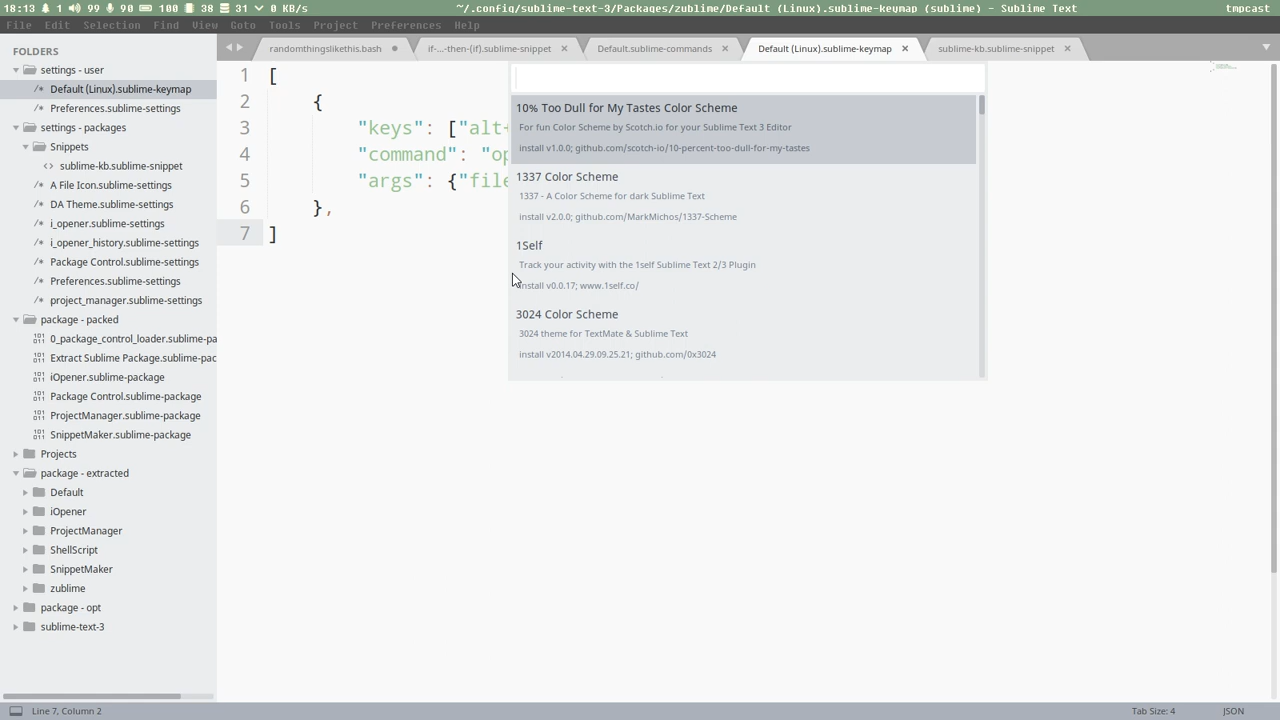 18:13 1 99 90 100 38 31 0 KB/s ~/.config/sublime-text-3/Packages/zublime/Default (Linux).sublime-keymap (sublime) - Sublime Text tmpcast
File Edit Selection Find View Goto Tools Project Preferences Help
FOLDERS
settings - user
Default (Linux).sublime-keymap
Preferences.sublime-settings
settings - packages
Snippets
sublime-kb.sublime-snippet
A File Icon.sublime-settings
DA Theme.sublime-settings
i_opener.sublime-settings
i_opener_history.sublime-settings
Package Control.sublime-settings
Preferences.sublime-settings
project_manager.sublime-settings
package - packed
0_package_control_loader.sublime-pa
Extract Sublime Package.sublime-pac
iOpener.sublime-package
Package Control.sublime-package
ProjectManager.sublime-package
SnippetMaker.sublime-package
Projects
package - extracted
Default
iOpener
ProjectManager
ShellScript
SnippetMaker
zublime
package - opt
sublime-text-3
randomthingslikethis.bash
if-...-then-(if).sublime-snippet
Default.sublime-commands
Default (Linux).sublime-keymap
sublime-kb.sublime-snippet
1 [
2 {
3 "keys": ["alt+
4 "command": "op
5 "args": {"file
6 },
7 ]
10% Too Dull for My Tastes Color Scheme
For fun Color Scheme by Scotch.io for your Sublime Text 3 Editor
install v1.0.0; github.com/scotch-io/10-percent-too-dull-for-my-tastes
1337 Color Scheme
1337 - A Color Scheme for dark Sublime Text
install v2.0.0; github.com/MarkMichos/1337-Scheme
1Self
Track your activity with the 1self Sublime Text 2/3 Plugin
install v0.0.17; www.1self.co/
3024 Color Scheme
3024 theme for TextMate & Sublime Text
install v2014.04.29.09.25.21; github.com/0x3024
Line 7, Column 2
Tab Size: 4
JSON